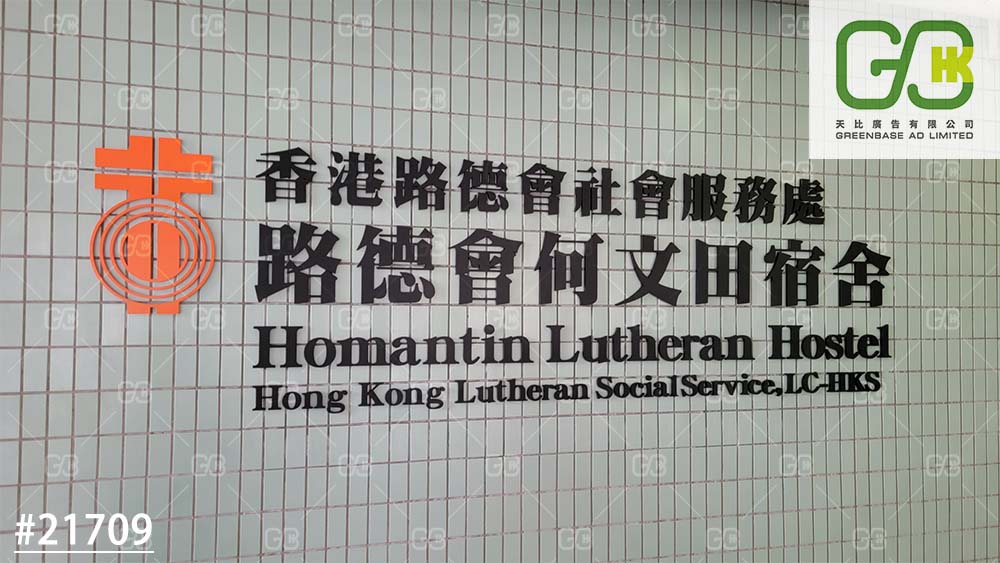 GC HK
天比廣告有限公司
GREENBASE AD LIMITED
香港路德會社會服務處
路德會何文田宿舍
Homantin Lutheran Hostel
Hong Kong Lutheran Social Service, LC-HKS
#21709